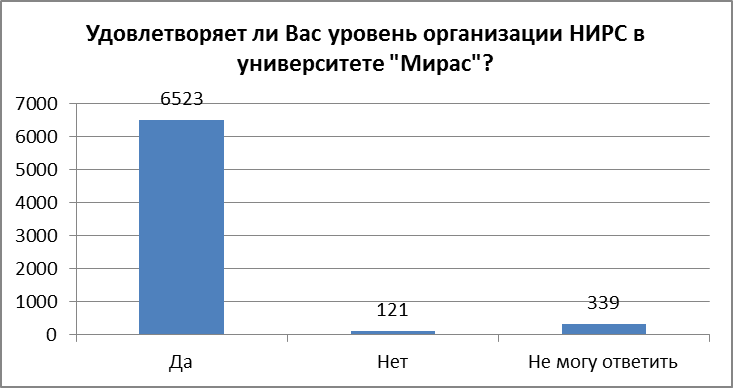 Удовлетворяет ли Вас уровень организации НИРС в
университете "Мирас"?
7000
6000
5000
4000
3000
2000
1000
0
6523
121
339
Да
Нет
Не могу ответить